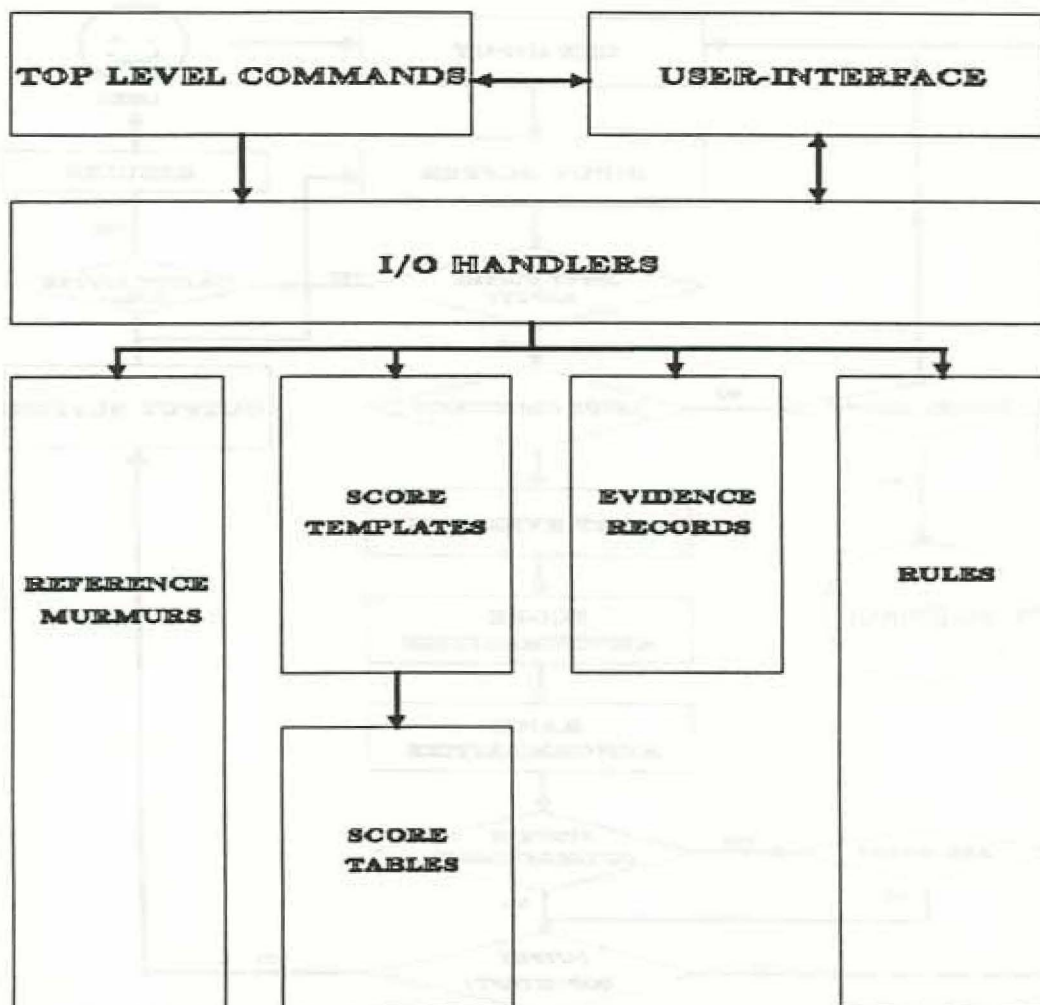 TOP LEVEL COMMANDS
USER-INTERFACE
I/O HANDLERS
REFERENCE
MURMURS
SCORE
TEMPLATES
EVIDENCE
RECORDS
RULES
SCORE
TABLES